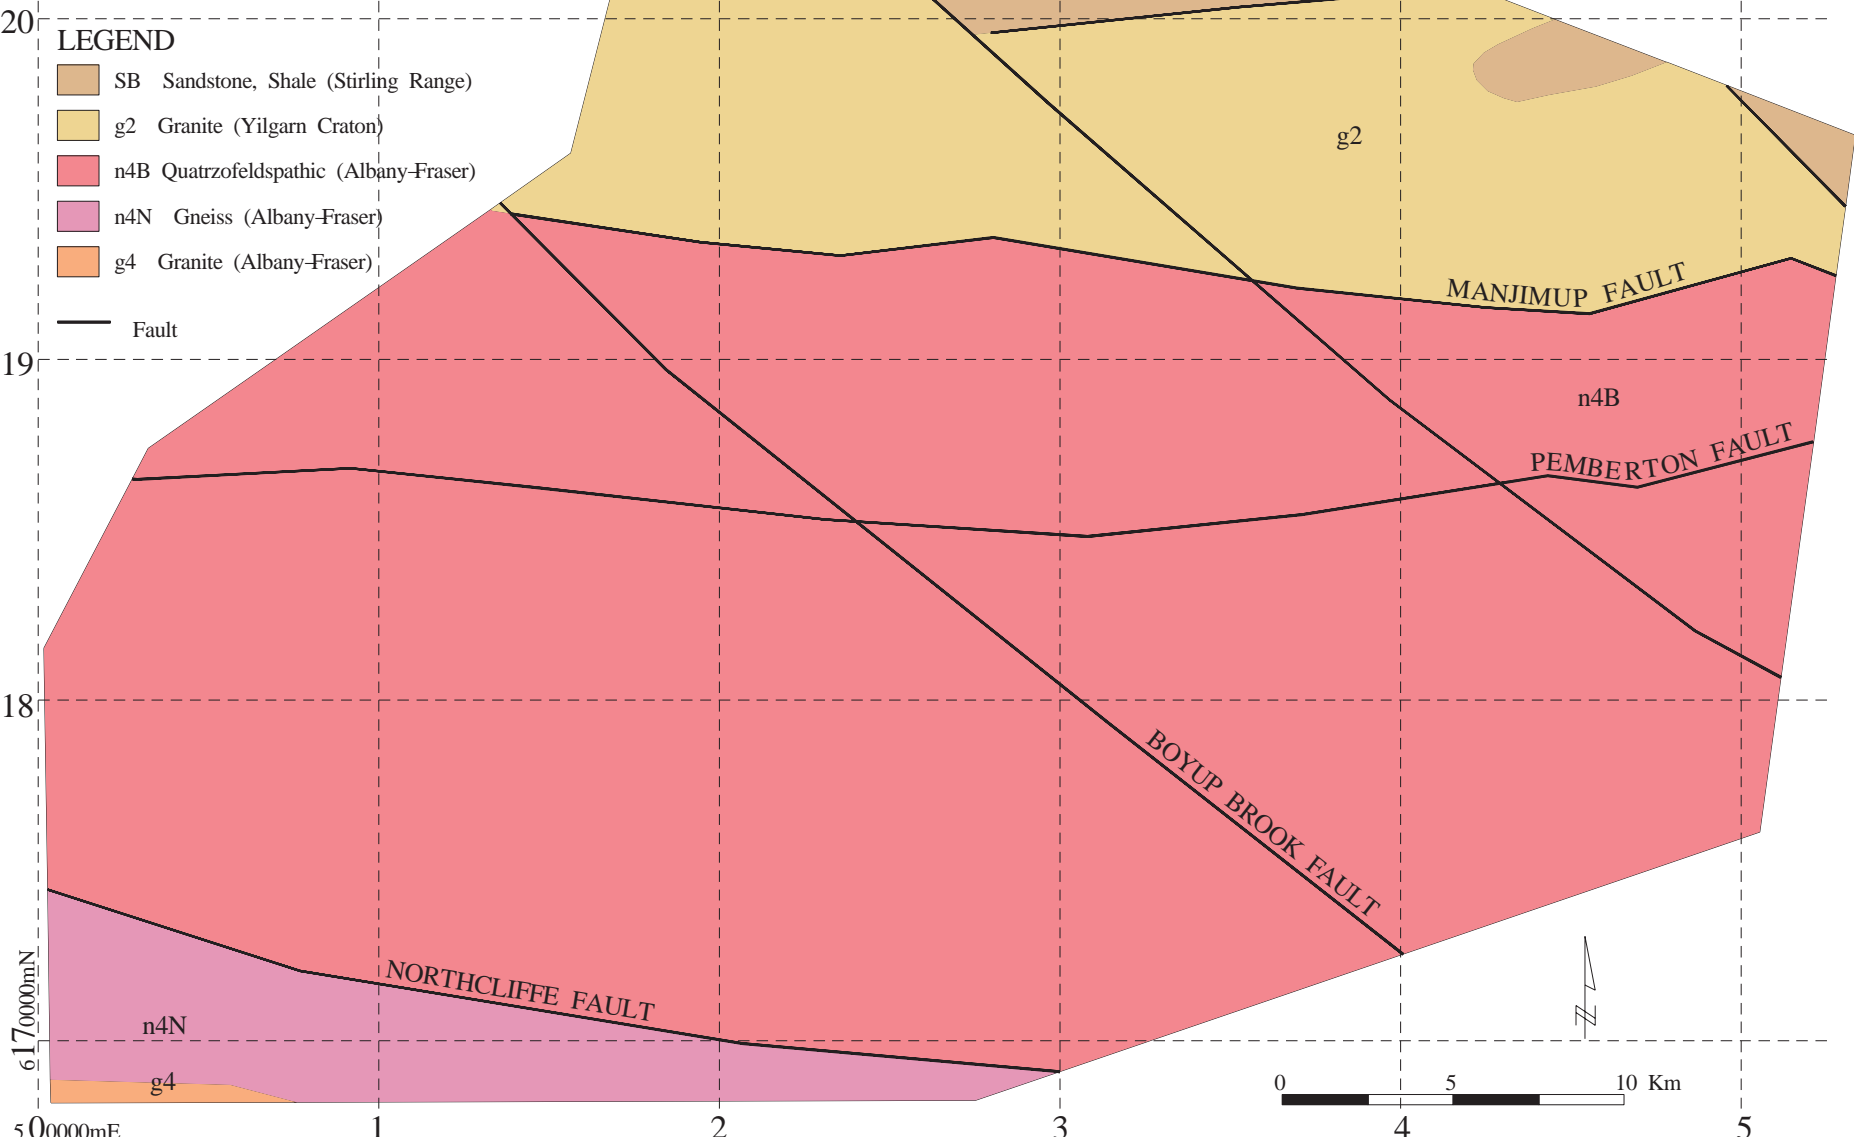 20
LEGEND
SB Sandstone, Shale (Stirling Range)
g2 Granite (Yilgarn Craton)
n4B Quatrzofeldspathic (Albany-Fraser)
n4N Gneiss (Albany-Fraser)
g4 Granite (Albany-Fraser)
Fault
g2
MANJIMUP FAULT
19
n4B
PEMBERTON FAULT
18
BOYUP BROOK FAULT
NORTHCLIFFE FAULT
6170000mN
n4N
g4
0 5 10 Km
500000mE 1 2 3 4 5